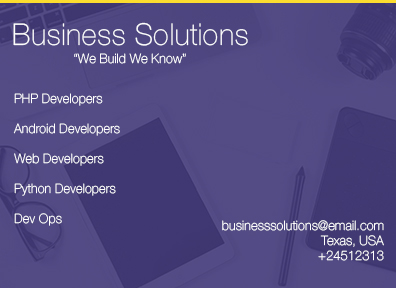 Business Solutions
“We Build We Know”
PHP Developers
Android Developers
Web Developers
Python Developers
Dev Ops
businesssolutions@email.com
Texas, USA
+24512313